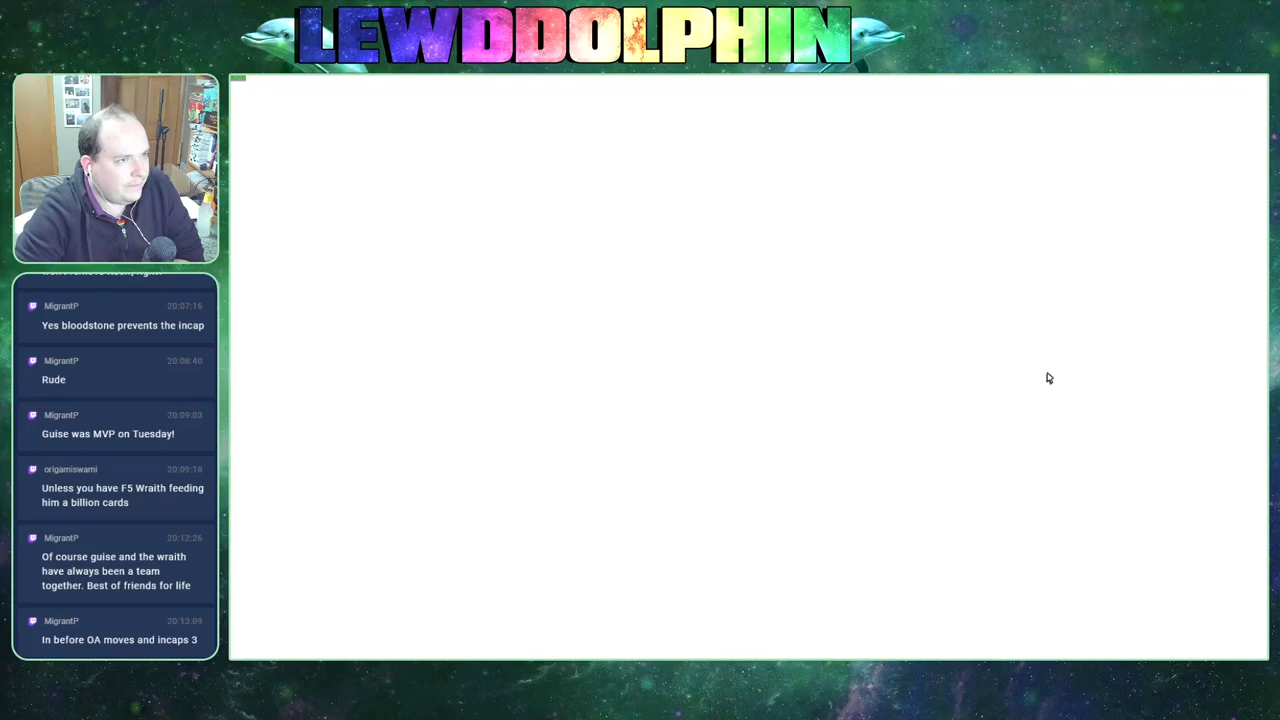 LEWDDOLPHIN
MigrantP 20:07:16
Yes bloodstone prevents the incap
MigrantP 20:08:40
Rude
MigrantP 20:09:03
Guise was MVP on Tuesday!
origamiswami 20:09:18
Unless you have F5 Wraith feeding
him a billion cards
MigrantP 20:12:26
Of course guise and the wraith
have always been a team
together. Best of friends for life
MigrantP 20:13:09
In before OA moves and incaps 3